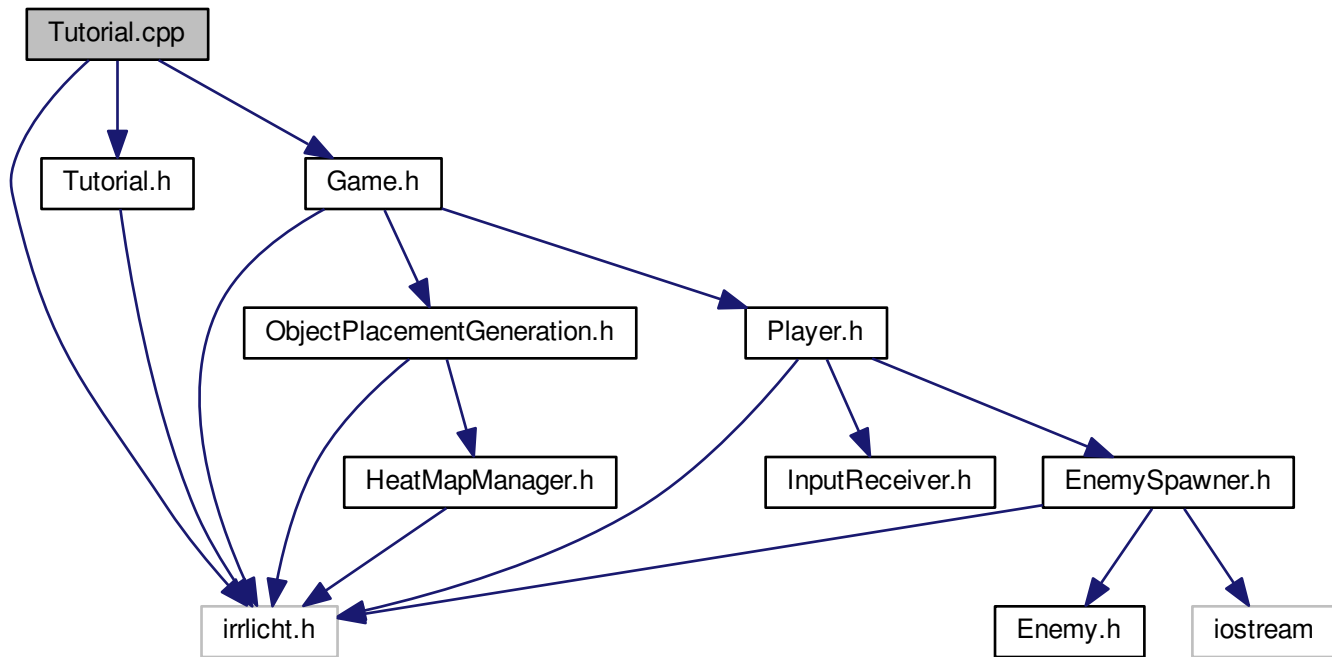 Tutorial.cpp
Tutorial.h
Game.h
ObjectPlacementGeneration.h
Player.h
HeatMapManager.h
InputReceiver.h
EnemySpawner.h
irrlicht.h
Enemy.h
iostream